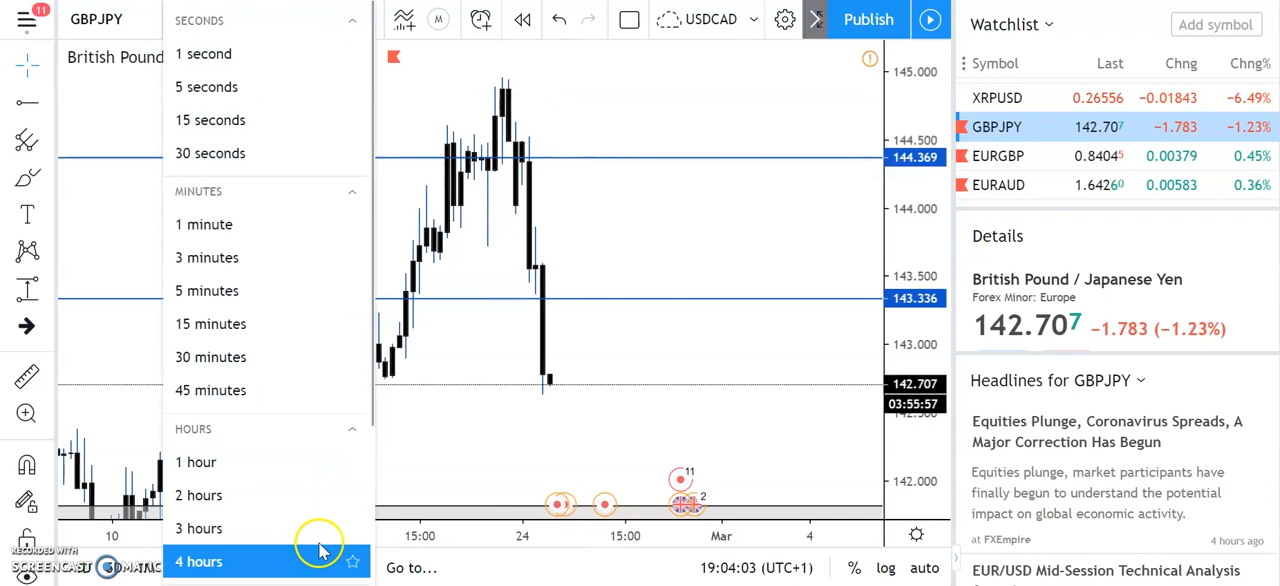 11
GBPJPY
SECONDS
M
USDCAD
Publish
Watchlist
Add symbol
British Pound
1 second
5 seconds
15 seconds
30 seconds
MINUTES
1 minute
3 minutes
5 minutes
15 minutes
30 minutes
45 minutes
HOURS
1 hour
2 hours
3 hours
4 hours
145.000
144.500
144.369
144.000
143.500
143.336
143.000
142.707
03:55:57
142.000
11
2
10
15:00
24
15:00
Mar
4
Go to...
19:04:03 (UTC+1)
%
log
auto
Symbol Last Chng Chng%
XRPUSD 0.26556 −0.01843 −6.49%
GBPJPY 142.707 −1.783 −1.23%
EURGBP 0.84045 0.00379 0.45%
EURAUD 1.64260 0.00583 0.36%
Details
British Pound / Japanese Yen
Forex Minor: Europe
142.707 −1.783 (−1.23%)
Headlines for GBPJPY
Equities Plunge, Coronavirus Spreads, A
Major Correction Has Begun
Equities plunge, market participants have
finally begun to understand the potential
impact on global economic activity.
at FXEmpire 4 hours ago
EUR/USD Mid-Session Technical Analysis
RECORDED WITH
SCREENCAST MATIC